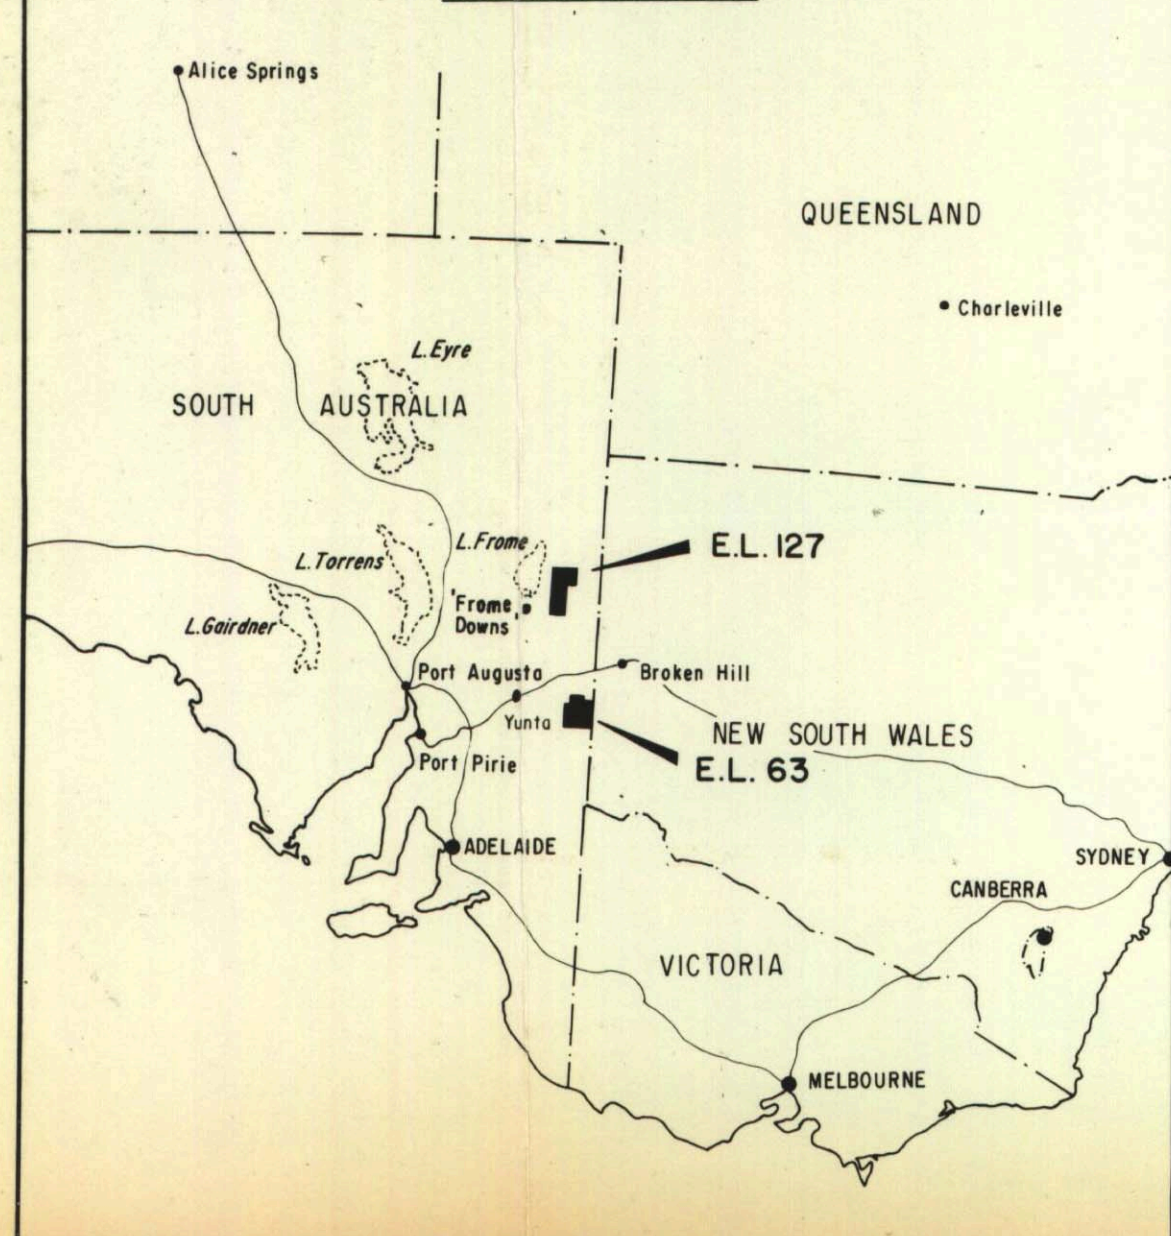 Alice Springs
QUEENSLAND
Charleville
L.Eyre
SOUTH AUSTRALIA
L.Frome
E.L. 127
L.Torrens
'Frome
Downs'
L.Gairdner
Port Augusta
Broken Hill
Yunta
NEW SOUTH WALES
Port Pirie
E.L. 63
ADELAIDE
SYDNEY
CANBERRA
VICTORIA
MELBOURNE